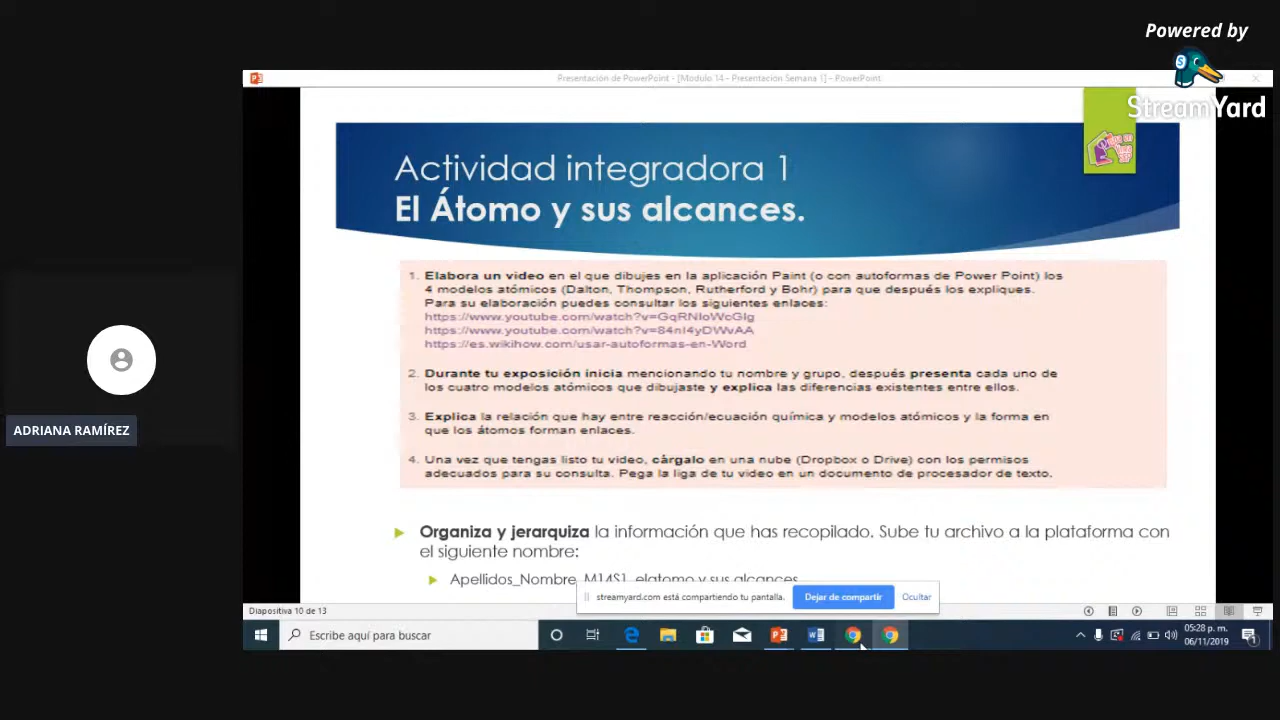 Powered by
StreamYard
Presentación de PowerPoint - [Modulo 14 - Presentacion Semana 1] - PowerPoint
Actividad integradora 1
El Átomo y sus alcances.
1. Elabora un video en el que dibujes en la aplicación Paint (o con autoformas de Power Point) los
4 modelos atómicos (Dalton, Thompson, Rutherford y Bohr) para que después los expliques.
Para su elaboración puedes consultar los siguientes enlaces:
https://www.youtube.com/watch?v=GqRNIoWcGlg
https://www.youtube.com/watch?v=84nI4yDWvAA
https://es.wikihow.com/usar-autoformas-en-Word
2. Durante tu exposición inicia mencionando tu nombre y grupo, después presenta cada uno de
los cuatro modelos atómicos que dibujaste y explica las diferencias existentes entre ellos.
3. Explica la relación que hay entre reacción/ecuación química y modelos atómicos y la forma en
que los átomos forman enlaces.
4. Una vez que tengas listo tu video, cárgalo en una nube (Dropbox o Drive) con los permisos
adecuados para su consulta. Pega la liga de tu video en un documento de procesador de texto.
Organiza y jerarquiza la información que has recopilado. Sube tu archivo a la plataforma con
el siguiente nombre:
Apellidos_Nombre_M14S1_elatomo y sus alcances
ADRIANA RAMÍREZ
streamyard.com está compartiendo tu pantalla.
Dejar de compartir
Ocultar
Diapositiva 10 de 13
Escribe aquí para buscar
05:28 p. m.
06/11/2019